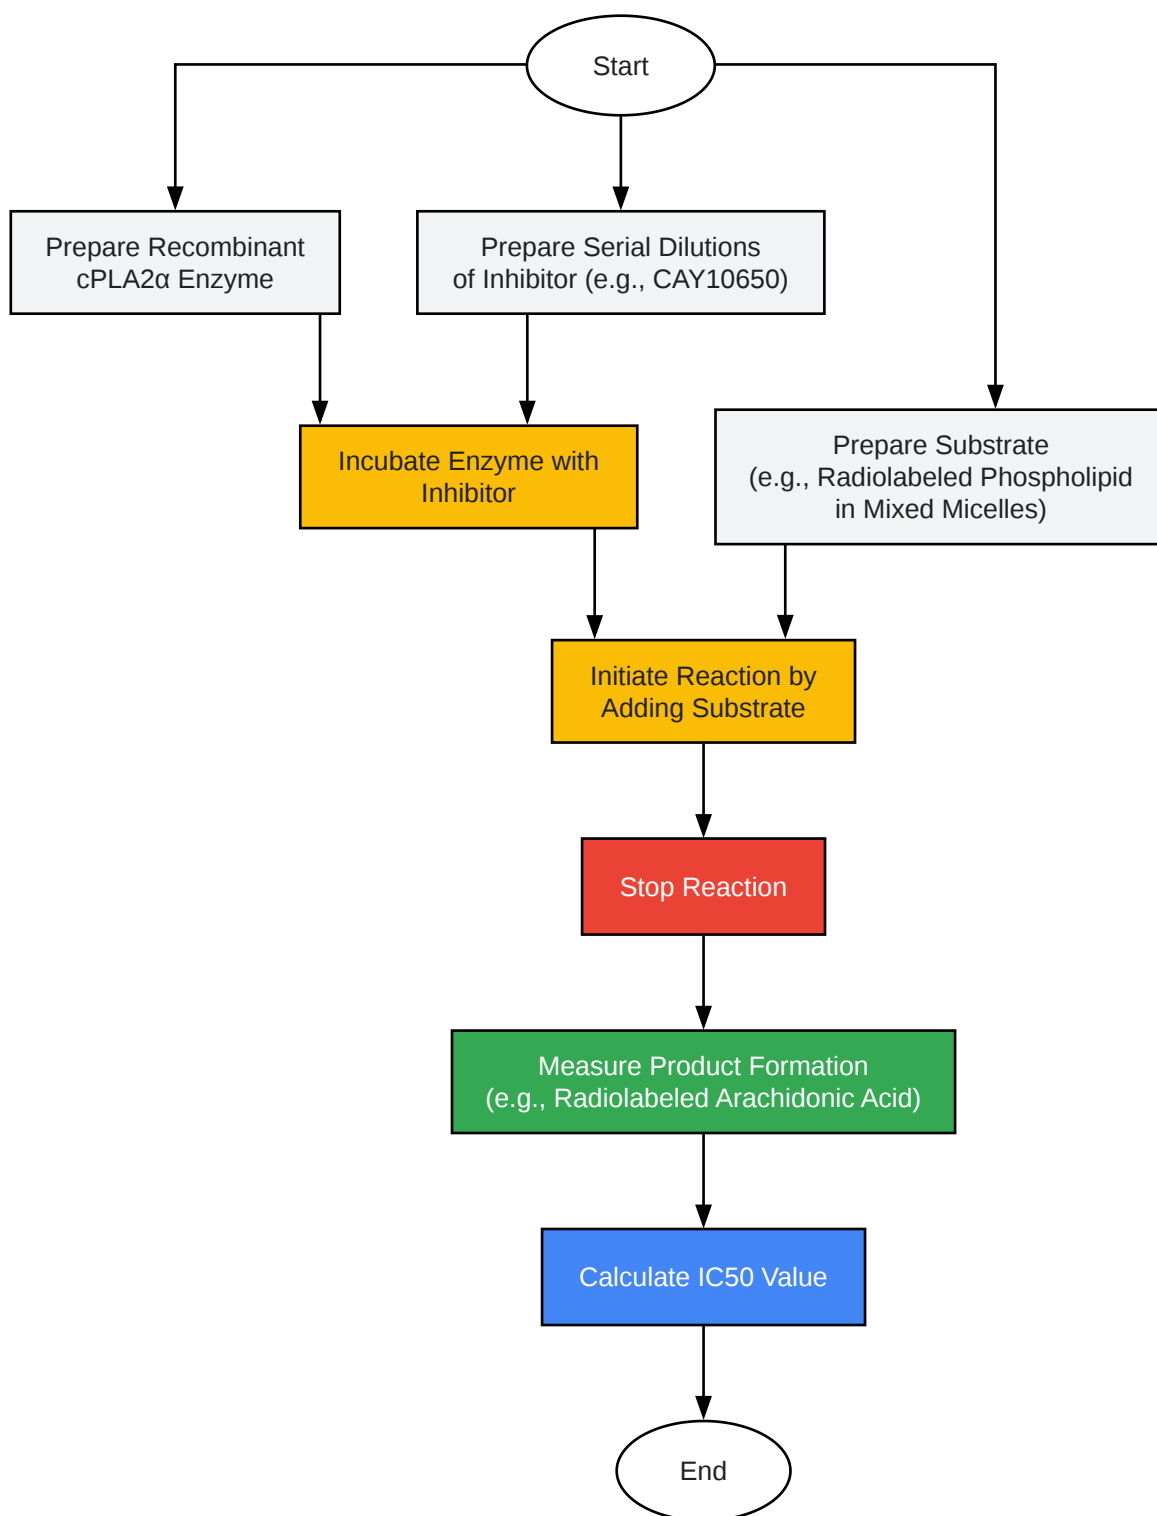 Start
Prepare Recombinant
cPLA2α Enzyme
Prepare Serial Dilutions
of Inhibitor (e.g., CAY10650)
Incubate Enzyme with
Inhibitor
Prepare Substrate
(e.g., Radiolabeled Phospholipid
in Mixed Micelles)
Initiate Reaction by
Adding Substrate
Stop Reaction
Measure Product Formation
(e.g., Radiolabeled Arachidonic Acid)
Calculate IC50 Value
End